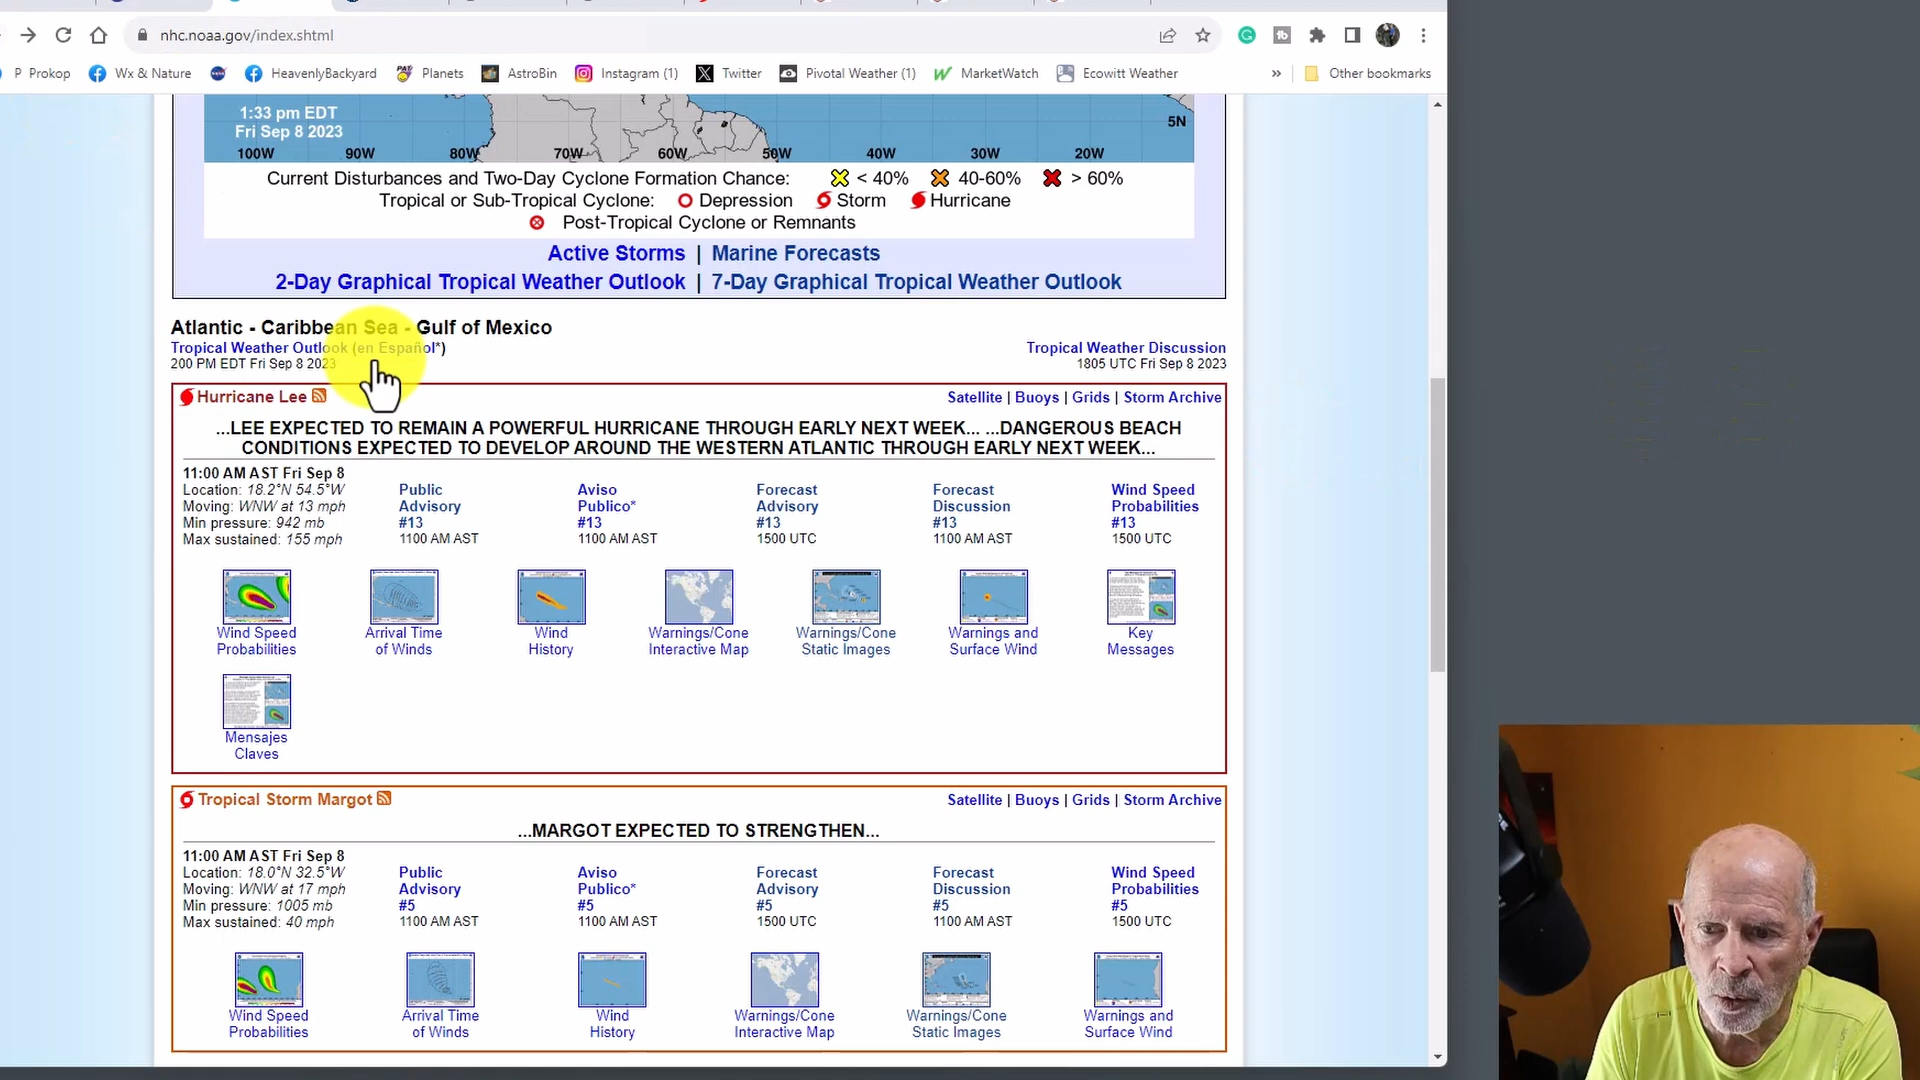 nhc.noaa.gov/index.shtml
P Prokop
Wx & Nature
HeavenlyBackyard
Planets
AstroBin
Instagram (1)
Twitter
Pivotal Weather (1)
MarketWatch
Ecowitt Weather
»
Other bookmarks
1:33 pm EDT
Fri Sep 8 2023
5N
100W 90W 80W 70W 60W 50W 40W 30W 20W
Current Disturbances and Two-Day Cyclone Formation Chance: < 40% 40-60% > 60%
Tropical or Sub-Tropical Cyclone: Depression Storm Hurricane
Post-Tropical Cyclone or Remnants
Active Storms | Marine Forecasts
2-Day Graphical Tropical Weather Outlook | 7-Day Graphical Tropical Weather Outlook
Atlantic - Caribbean Sea - Gulf of Mexico
Tropical Weather Outlook (en Español*) Tropical Weather Discussion
200 PM EDT Fri Sep 8 2023 1805 UTC Fri Sep 8 2023
Hurricane Lee Satellite | Buoys | Grids | Storm Archive
...LEE EXPECTED TO REMAIN A POWERFUL HURRICANE THROUGH EARLY NEXT WEEK... ...DANGEROUS BEACH
CONDITIONS EXPECTED TO DEVELOP AROUND THE WESTERN ATLANTIC THROUGH EARLY NEXT WEEK...
11:00 AM AST Fri Sep 8
Location: 18.2°N 54.5°W
Moving: WNW at 13 mph
Min pressure: 942 mb
Max sustained: 155 mph
Public
Advisory
#13
1100 AM AST
Aviso
Publico*
#13
1100 AM AST
Forecast
Advisory
#13
1500 UTC
Forecast
Discussion
#13
1100 AM AST
Wind Speed
Probabilities
#13
1500 UTC
Wind Speed
Probabilities
Arrival Time
of Winds
Wind
History
Warnings/Cone
Interactive Map
Warnings/Cone
Static Images
Warnings and
Surface Wind
Key
Messages
Mensajes
Claves
Tropical Storm Margot Satellite | Buoys | Grids | Storm Archive
...MARGOT EXPECTED TO STRENGTHEN...
11:00 AM AST Fri Sep 8
Location: 18.0°N 32.5°W
Moving: WNW at 17 mph
Min pressure: 1005 mb
Max sustained: 40 mph
Public
Advisory
#5
1100 AM AST
Aviso
Publico*
#5
1100 AM AST
Forecast
Advisory
#5
1500 UTC
Forecast
Discussion
#5
1100 AM AST
Wind Speed
Probabilities
#5
1500 UTC
Wind Speed
Probabilities
Arrival Time
of Winds
Wind
History
Warnings/Cone
Interactive Map
Warnings/Cone
Static Images
Warnings and
Surface Wind